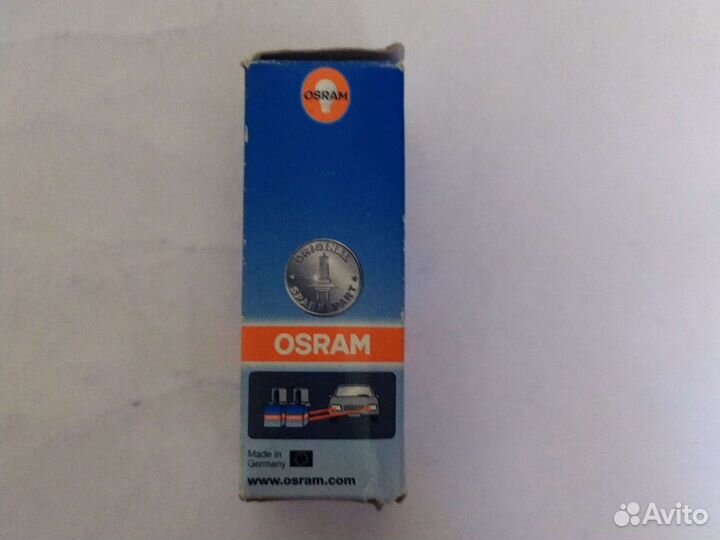 OSRAM
ORIGINAL
SPARE PART
OSRAM
Made in
Germany
www.osram.com
Avito